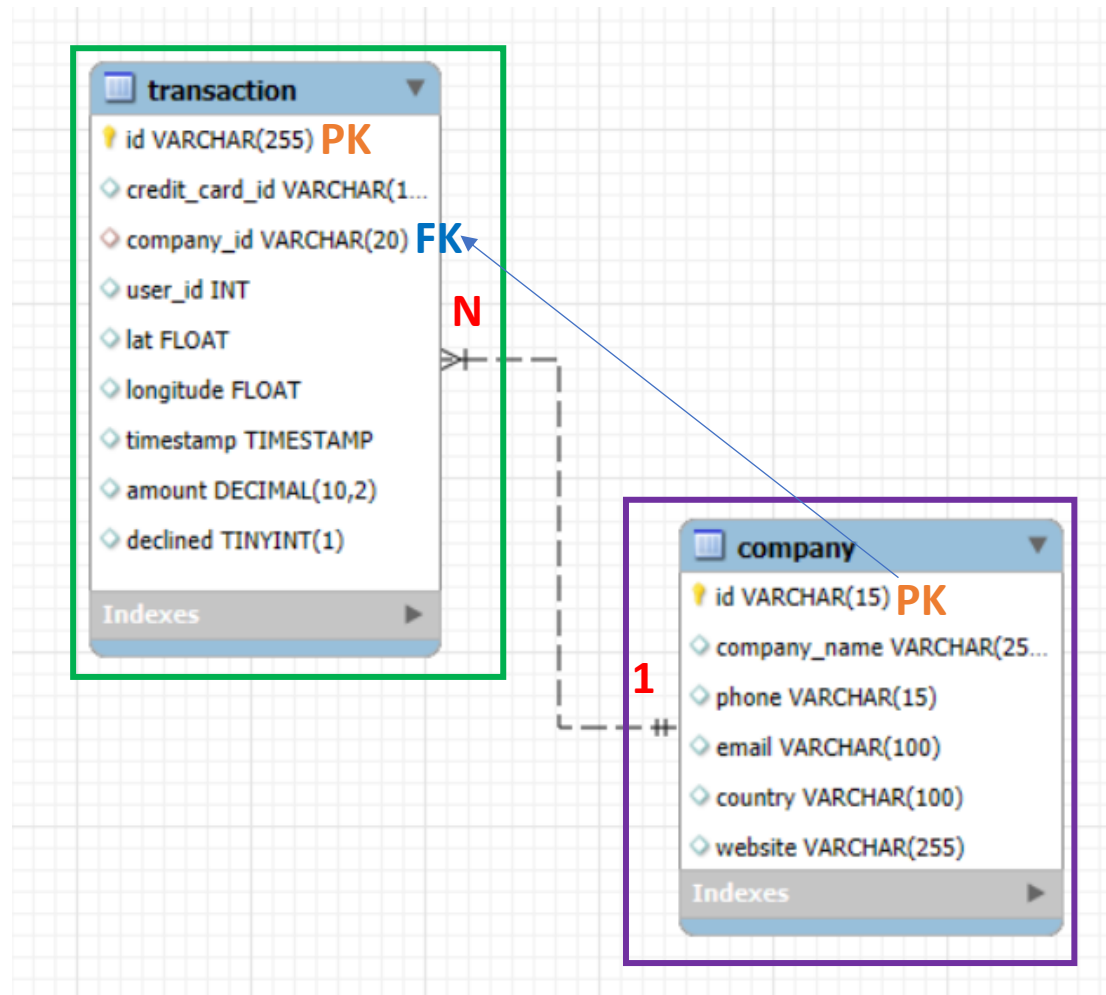 transaction
id VARCHAR(255) PK
credit_card_id VARCHAR(1...
company_id VARCHAR(20) FK
user_id INT
N
lat FLOAT
longitude FLOAT
timestamp TIMESTAMP
amount DECIMAL(10,2)
declined TINYINT(1)
Indexes
company
id VARCHAR(15) PK
company_name VARCHAR(25...
1
phone VARCHAR(15)
email VARCHAR(100)
country VARCHAR(100)
website VARCHAR(255)
Indexes